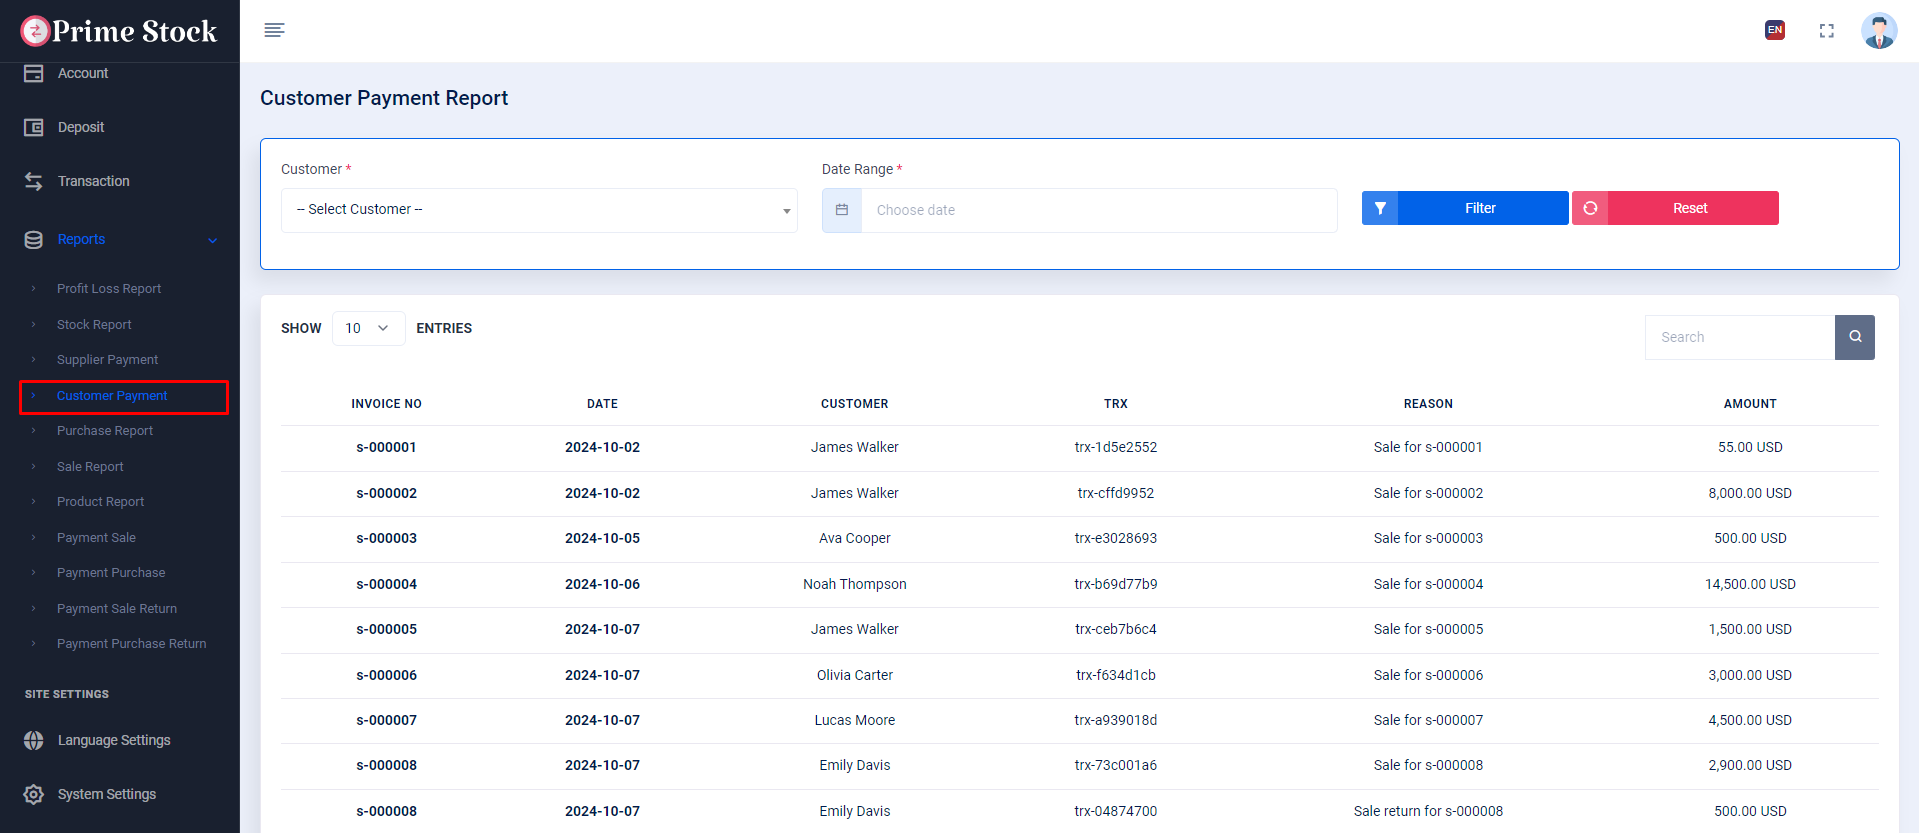 Prime Stock
EN
Account
Deposit
Transaction
Reports
Profit Loss Report
Stock Report
Supplier Payment
Customer Payment
Purchase Report
Sale Report
Product Report
Payment Sale
Payment Purchase
Payment Sale Return
Payment Purchase Return
SITE SETTINGS
Language Settings
System Settings
Customer Payment Report
Customer * Date Range *
-- Select Customer -- Choose date Filter Reset
SHOW 10 ENTRIES Search
INVOICE NO DATE CUSTOMER TRX REASON AMOUNT
s-000001 2024-10-02 James Walker trx-1d5e2552 Sale for s-000001 55.00 USD
s-000002 2024-10-02 James Walker trx-cffd9952 Sale for s-000002 8,000.00 USD
s-000003 2024-10-05 Ava Cooper trx-e3028693 Sale for s-000003 500.00 USD
s-000004 2024-10-06 Noah Thompson trx-b69d77b9 Sale for s-000004 14,500.00 USD
s-000005 2024-10-07 James Walker trx-ceb7b6c4 Sale for s-000005 1,500.00 USD
s-000006 2024-10-07 Olivia Carter trx-f634d1cb Sale for s-000006 3,000.00 USD
s-000007 2024-10-07 Lucas Moore trx-a939018d Sale for s-000007 4,500.00 USD
s-000008 2024-10-07 Emily Davis trx-73c001a6 Sale for s-000008 2,900.00 USD
s-000008 2024-10-07 Emily Davis trx-04874700 Sale return for s-000008 500.00 USD